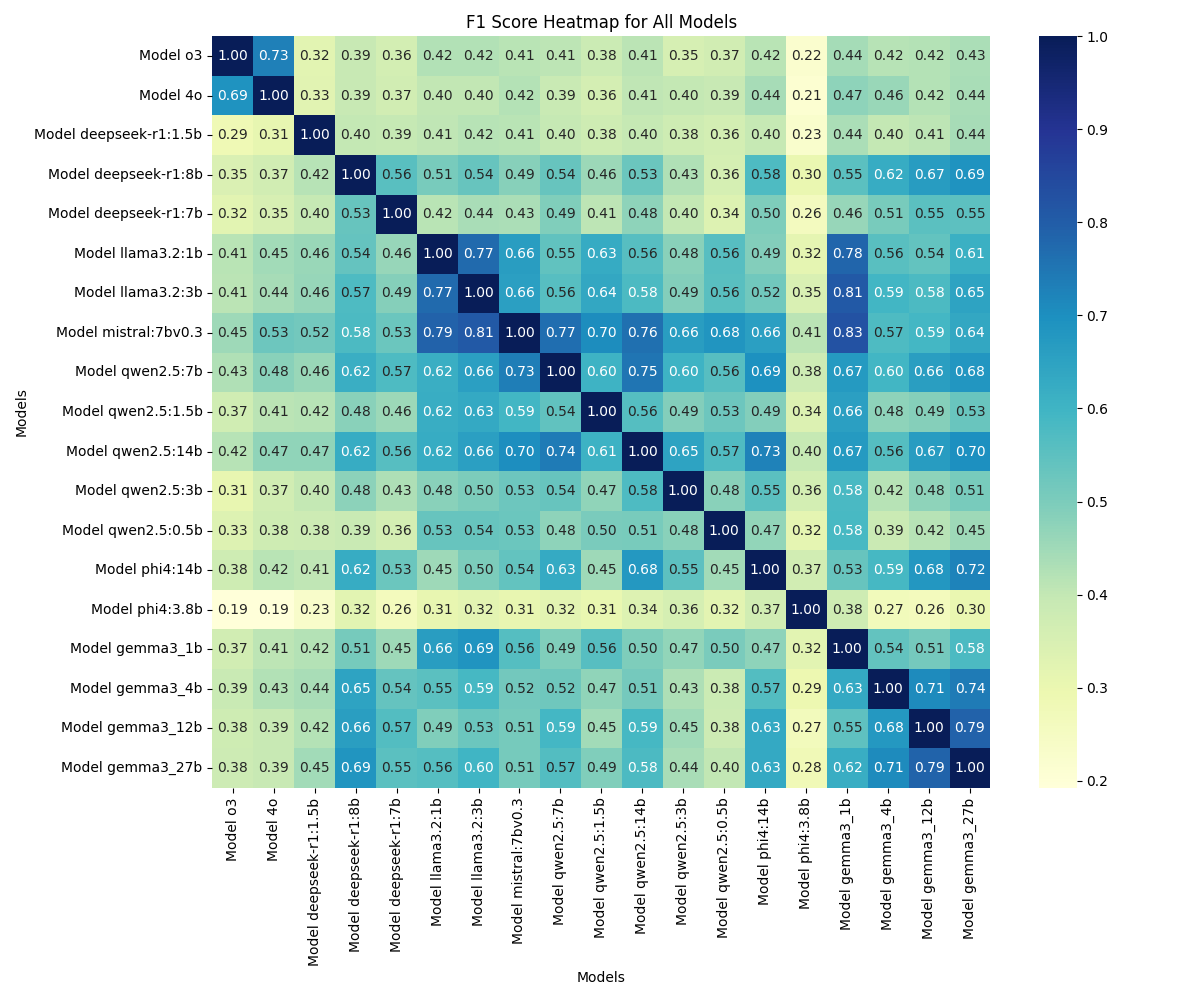 F1 Score Heatmap for All Models
Model o3 1.00 0.73 0.32 0.39 0.36 0.42 0.42 0.41 0.41 0.38 0.41 0.35 0.37 0.42 0.22 0.44 0.42 0.42 0.43
Model 4o 0.69 1.00 0.33 0.39 0.37 0.40 0.40 0.42 0.39 0.36 0.41 0.40 0.39 0.44 0.21 0.47 0.46 0.42 0.44
Model deepseek-r1:1.5b 0.29 0.31 1.00 0.40 0.39 0.41 0.42 0.41 0.40 0.38 0.40 0.38 0.36 0.40 0.23 0.44 0.40 0.41 0.44
Model deepseek-r1:8b 0.35 0.37 0.42 1.00 0.56 0.51 0.54 0.49 0.54 0.46 0.53 0.43 0.36 0.58 0.30 0.55 0.62 0.67 0.69
Model deepseek-r1:7b 0.32 0.35 0.40 0.53 1.00 0.42 0.44 0.43 0.49 0.41 0.48 0.40 0.34 0.50 0.26 0.46 0.51 0.55 0.55
Model llama3.2:1b 0.41 0.45 0.46 0.54 0.46 1.00 0.77 0.66 0.55 0.63 0.56 0.48 0.56 0.49 0.32 0.78 0.56 0.54 0.61
Model llama3.2:3b 0.41 0.44 0.46 0.57 0.49 0.77 1.00 0.66 0.56 0.64 0.58 0.49 0.56 0.52 0.35 0.81 0.59 0.58 0.65
Model mistral:7bv0.3 0.45 0.53 0.52 0.58 0.53 0.79 0.81 1.00 0.77 0.70 0.76 0.66 0.68 0.66 0.41 0.83 0.57 0.59 0.64
Model qwen2.5:7b 0.43 0.48 0.46 0.62 0.57 0.62 0.66 0.73 1.00 0.60 0.75 0.60 0.56 0.69 0.38 0.67 0.60 0.66 0.68
Model qwen2.5:1.5b 0.37 0.41 0.42 0.48 0.46 0.62 0.63 0.59 0.54 1.00 0.56 0.49 0.53 0.49 0.34 0.66 0.48 0.49 0.53
Model qwen2.5:14b 0.42 0.47 0.47 0.62 0.56 0.62 0.66 0.70 0.74 0.61 1.00 0.65 0.57 0.73 0.40 0.67 0.56 0.67 0.70
Model qwen2.5:3b 0.31 0.37 0.40 0.48 0.43 0.48 0.50 0.53 0.54 0.47 0.58 1.00 0.48 0.55 0.36 0.58 0.42 0.48 0.51
Model qwen2.5:0.5b 0.33 0.38 0.38 0.39 0.36 0.53 0.54 0.53 0.48 0.50 0.51 0.48 1.00 0.47 0.32 0.58 0.39 0.42 0.45
Model phi4:14b 0.38 0.42 0.41 0.62 0.53 0.45 0.50 0.54 0.63 0.45 0.68 0.55 0.45 1.00 0.37 0.53 0.59 0.68 0.72
Model phi4:3.8b 0.19 0.19 0.23 0.32 0.26 0.31 0.32 0.31 0.32 0.31 0.34 0.36 0.32 0.37 1.00 0.38 0.27 0.26 0.30
Model gemma3_1b 0.37 0.41 0.42 0.51 0.45 0.66 0.69 0.56 0.49 0.56 0.50 0.47 0.50 0.47 0.32 1.00 0.54 0.51 0.58
Model gemma3_4b 0.39 0.43 0.44 0.65 0.54 0.55 0.59 0.52 0.52 0.47 0.51 0.43 0.38 0.57 0.29 0.63 1.00 0.71 0.74
Model gemma3_12b 0.38 0.39 0.42 0.66 0.57 0.49 0.53 0.51 0.59 0.45 0.59 0.45 0.38 0.63 0.27 0.55 0.68 1.00 0.79
Model gemma3_27b 0.38 0.39 0.45 0.69 0.55 0.56 0.60 0.51 0.57 0.49 0.58 0.44 0.40 0.63 0.28 0.62 0.71 0.79 1.00
Models
Model o3
Model 4o
Model deepseek-r1:1.5b
Model deepseek-r1:8b
Model deepseek-r1:7b
Model llama3.2:1b
Model llama3.2:3b
Model mistral:7bv0.3
Model qwen2.5:7b
Model qwen2.5:1.5b
Model qwen2.5:14b
Model qwen2.5:3b
Model qwen2.5:0.5b
Model phi4:14b
Model phi4:3.8b
Model gemma3_1b
Model gemma3_4b
Model gemma3_12b
Model gemma3_27b
Models
1.0
0.9
0.8
0.7
0.6
0.5
0.4
0.3
0.2